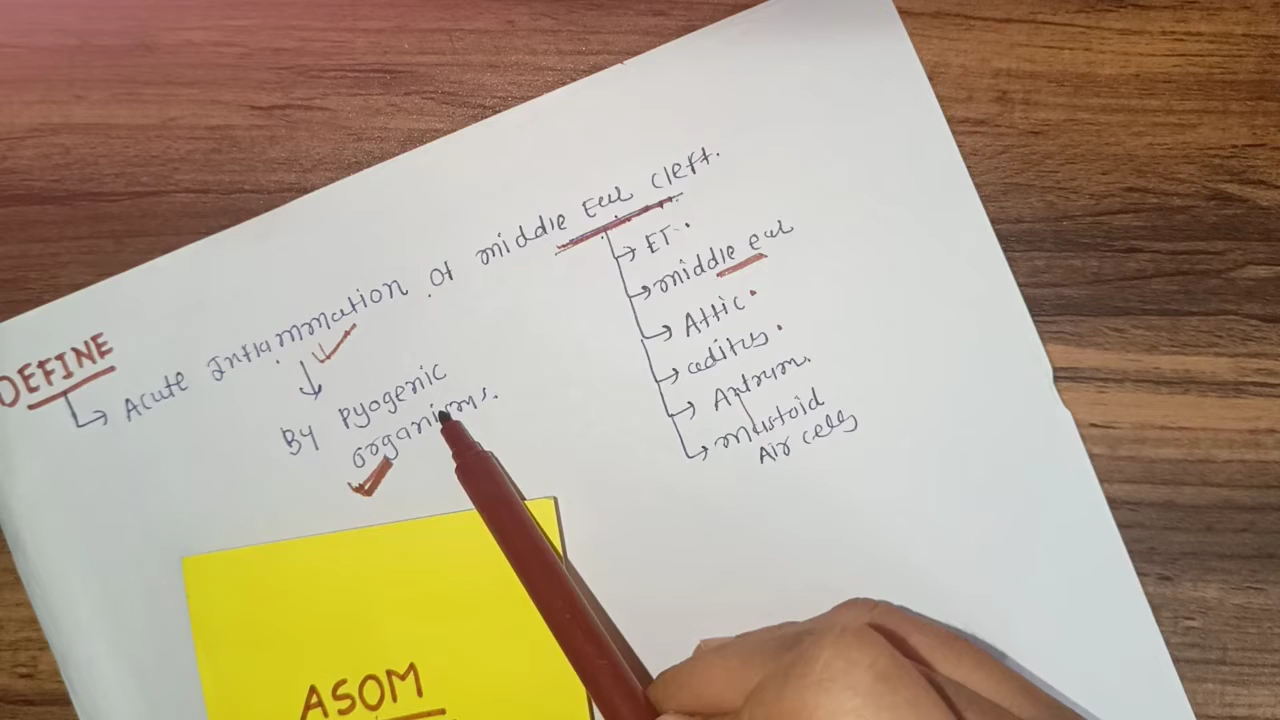 DEFINE
Acute Inflammation of middle Ear Cleft.
By Pyogenic
organisms.
ET.
middle ear
Attic.
aditus.
Antrum.
mastoid
Air cells
ASOM